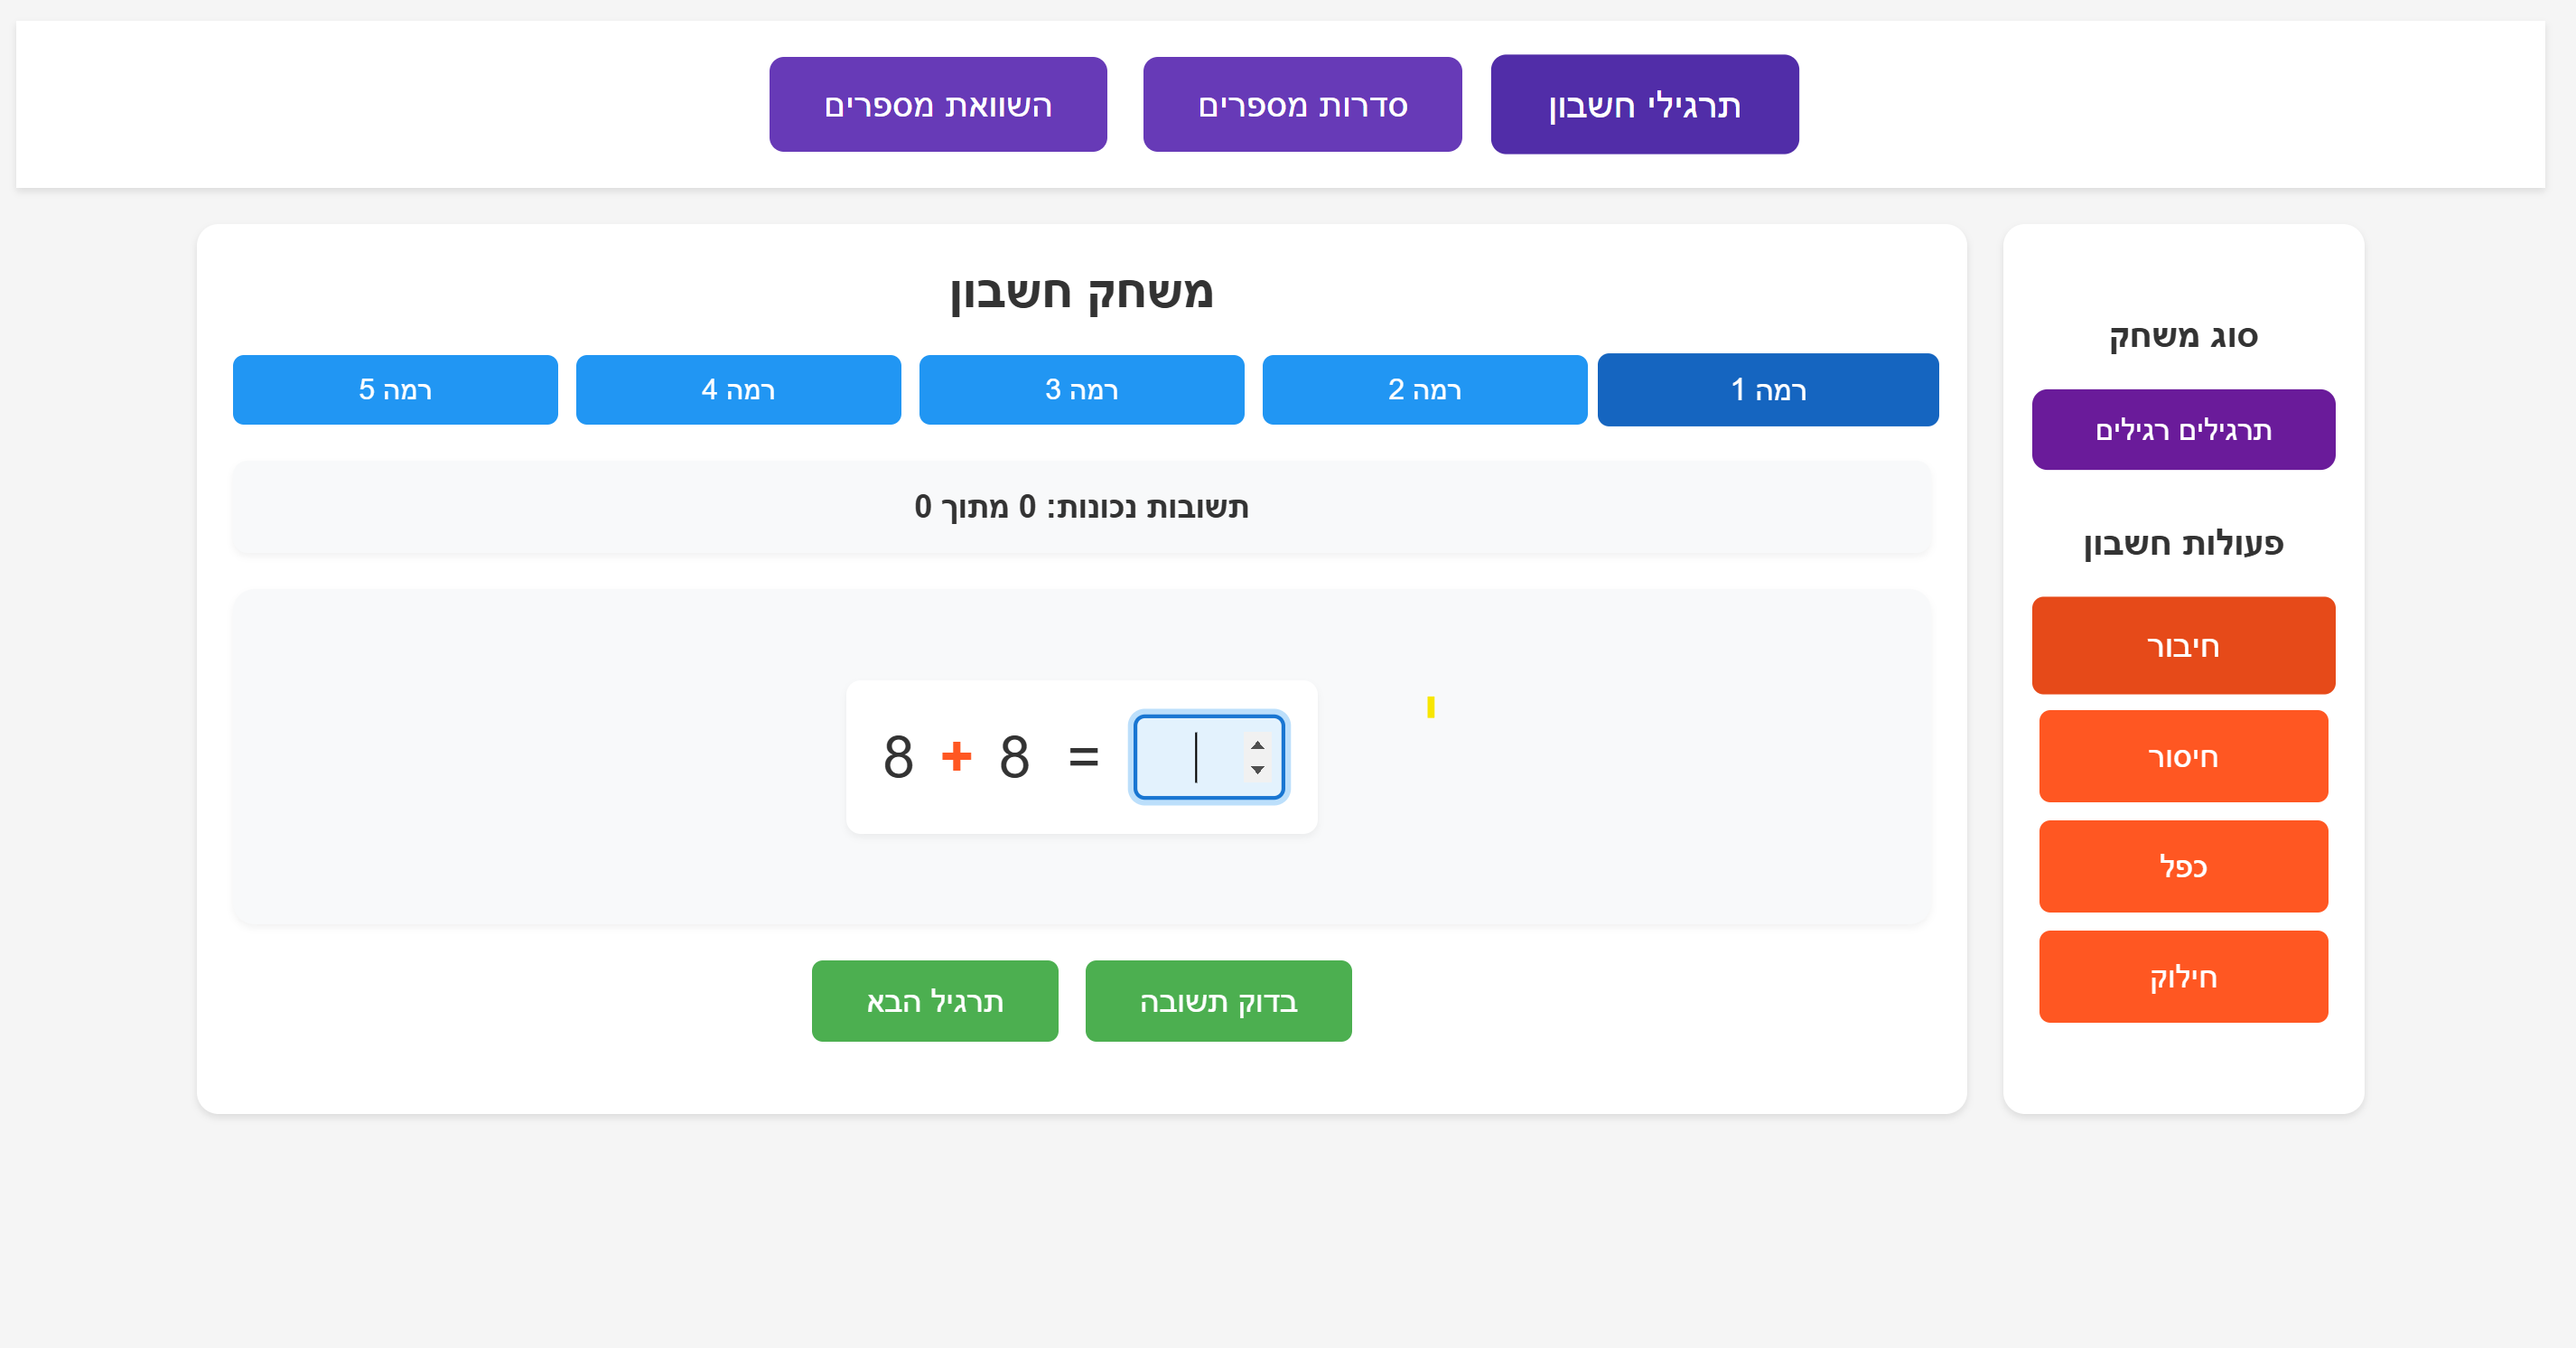 תרגילי חשבון
סדרות מספרים
השוואת מספרים
סוג משחק
תרגילים רגילים
פעולות חשבון
חיבור
חיסור
כפל
חילוק
משחק חשבון
רמה 1
רמה 2
רמה 3
רמה 4
רמה 5
תשובות נכונות: 0 מתוך 0
8 + 8 =
בדוק תשובה
תרגיל הבא